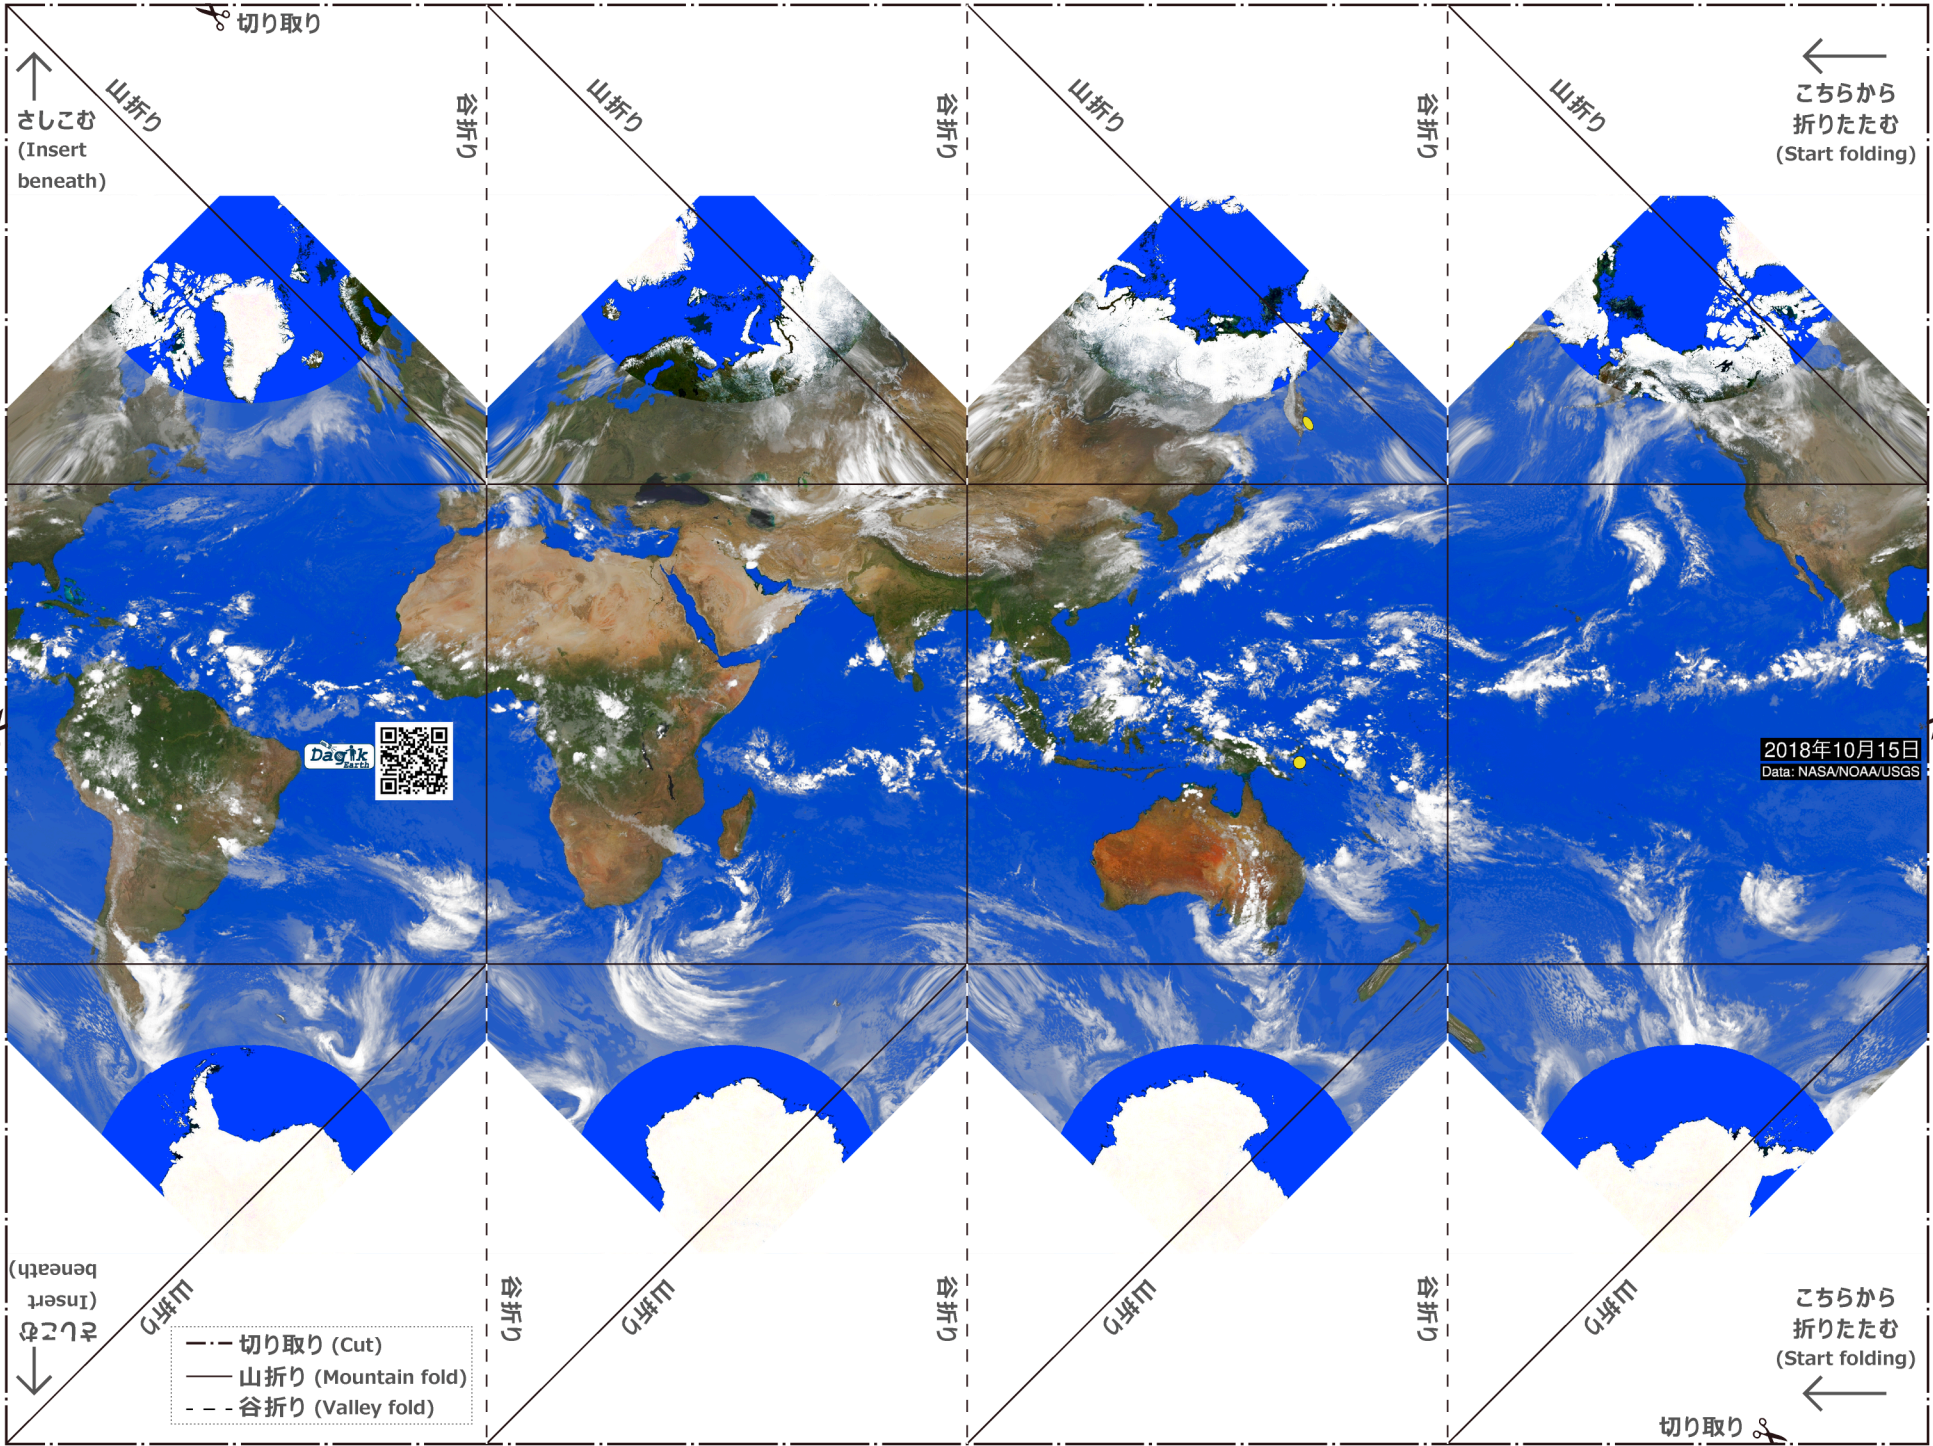 切り取り
山折り
山折り
山折り
山折り
谷折り
谷折り
谷折り
さしこむ
(Insert
beneath)
こちらから
折りたたむ
(Start folding)
Dagik
Earth
2018年10月15日
Data: NASA/NOAA/USGS
さしこむ
(Insert
beneath)
山折り
山折り
山折り
山折り
谷折り
谷折り
谷折り
切り取り (Cut)
山折り (Mountain fold)
谷折り (Valley fold)
こちらから
折りたたむ
(Start folding)
切り取り